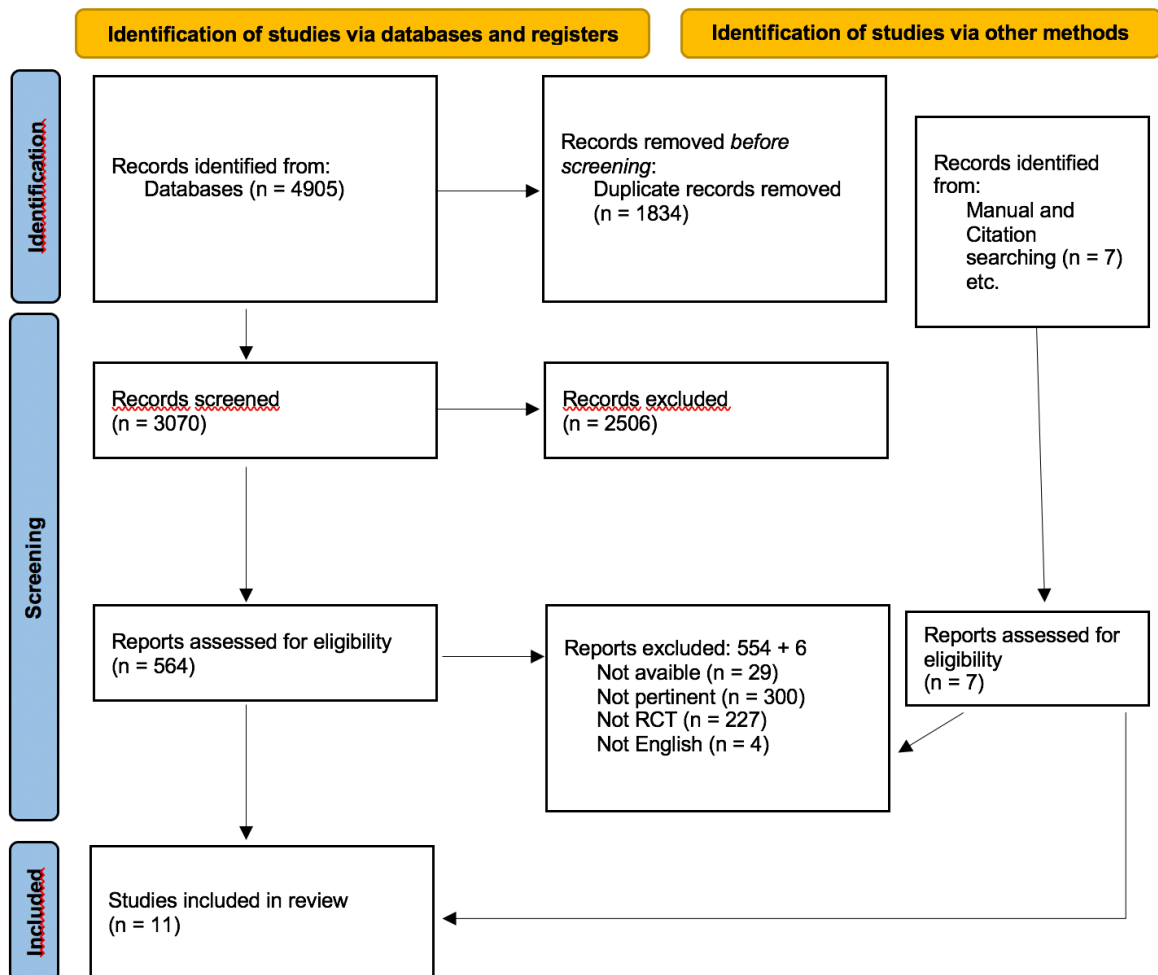 Identification of studies via databases and registers
Identification of studies via other methods
Identification
Records identified from:
Databases (n = 4905)
Records removed before
screening:
Duplicate records removed
(n = 1834)
Records identified
from:
Manual and
Citation
searching (n = 7)
etc.
Screening
Records screened
(n = 3070)
Records excluded
(n = 2506)
Reports assessed for eligibility
(n = 564)
Reports excluded: 554 + 6
Not avaible (n = 29)
Not pertinent (n = 300)
Not RCT (n = 227)
Not English (n = 4)
Reports assessed for
eligibility
(n = 7)
Included
Studies included in review
(n = 11)